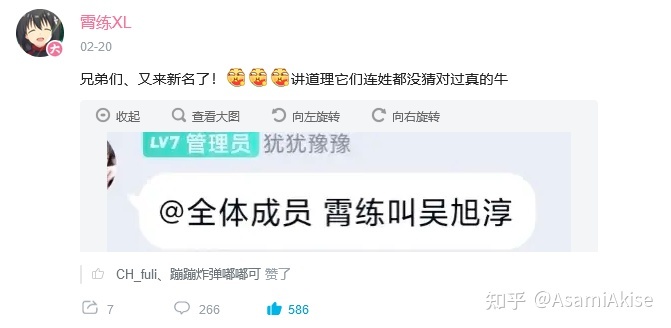 霄练XL
大
02-20
兄弟们、又来新名了！讲道理它们连姓都没猜对过真的牛
收起 查看大图 向左旋转 向右旋转
LV7 管理员 犹犹豫豫
@全体成员 霄练叫吴旭淳
CH_fuli、蹦蹦炸弹嘟嘟可 赞了
7 266 586
知乎 @AsamiAkise